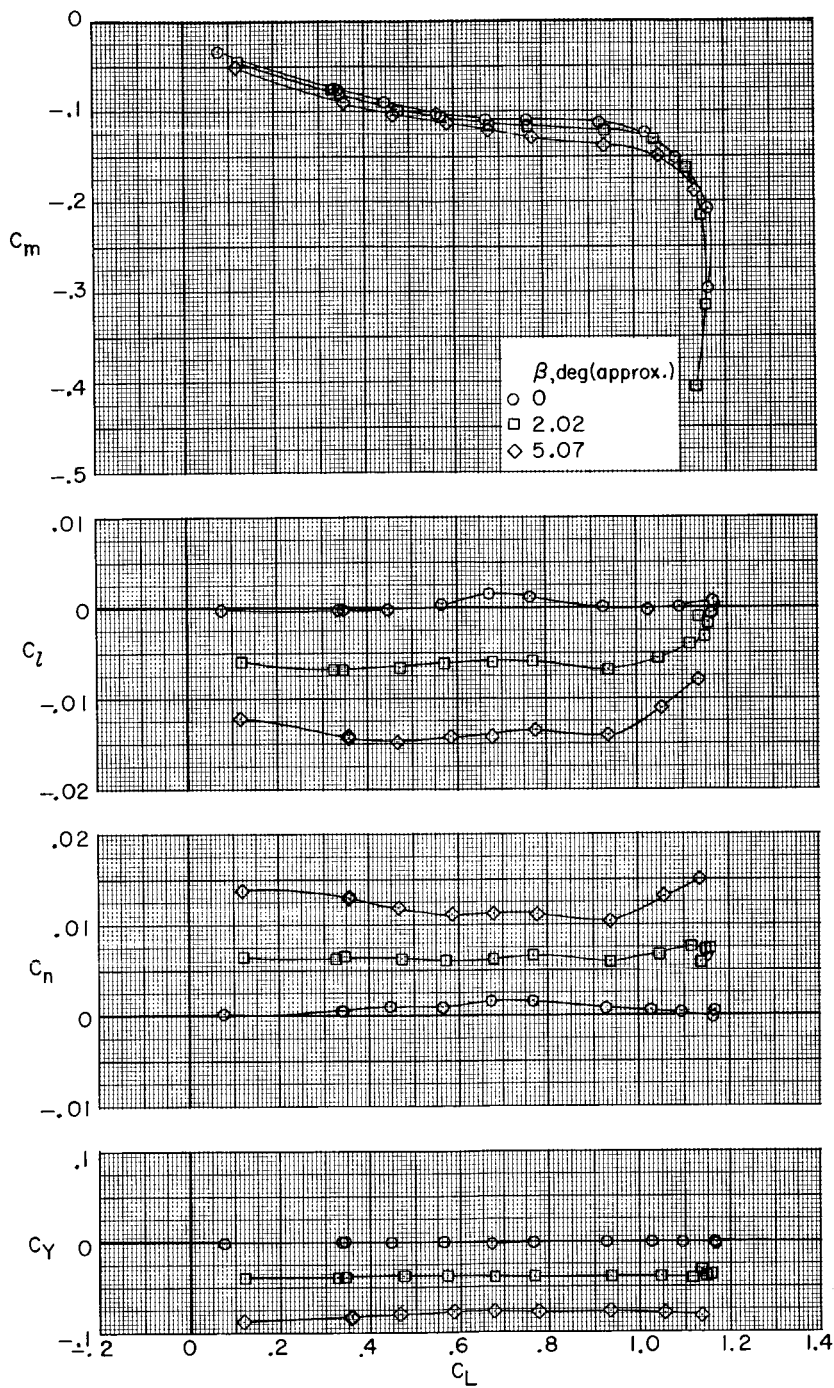 0
-.1
-.2
Cm
-.3
β, deg(approx.)
○ 0
□ 2.02
◇ 5.07
-.4
-.5
.01
0
Cl
-.01
-.02
.02
.01
Cn
0
-.01
.1
0
CY
-.1
-.2 0 .2 .4 .6 .8 1.0 1.2 1.4
CL